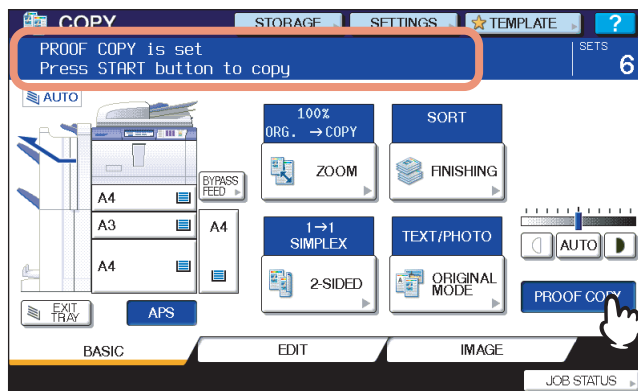 COPY
STORAGE
SETTINGS
TEMPLATE
?
PROOF COPY is set
Press START button to copy
SETS
6
AUTO
100%
ORG. →COPY
ZOOM
SORT
FINISHING
BYPASS
FEED
A4
A3
A4
A4
1→1
SIMPLEX
2-SIDED
TEXT/PHOTO
ORIGINAL
MODE
AUTO
PROOF COPY
EXIT
TRAY
APS
BASIC
EDIT
IMAGE
JOB STATUS